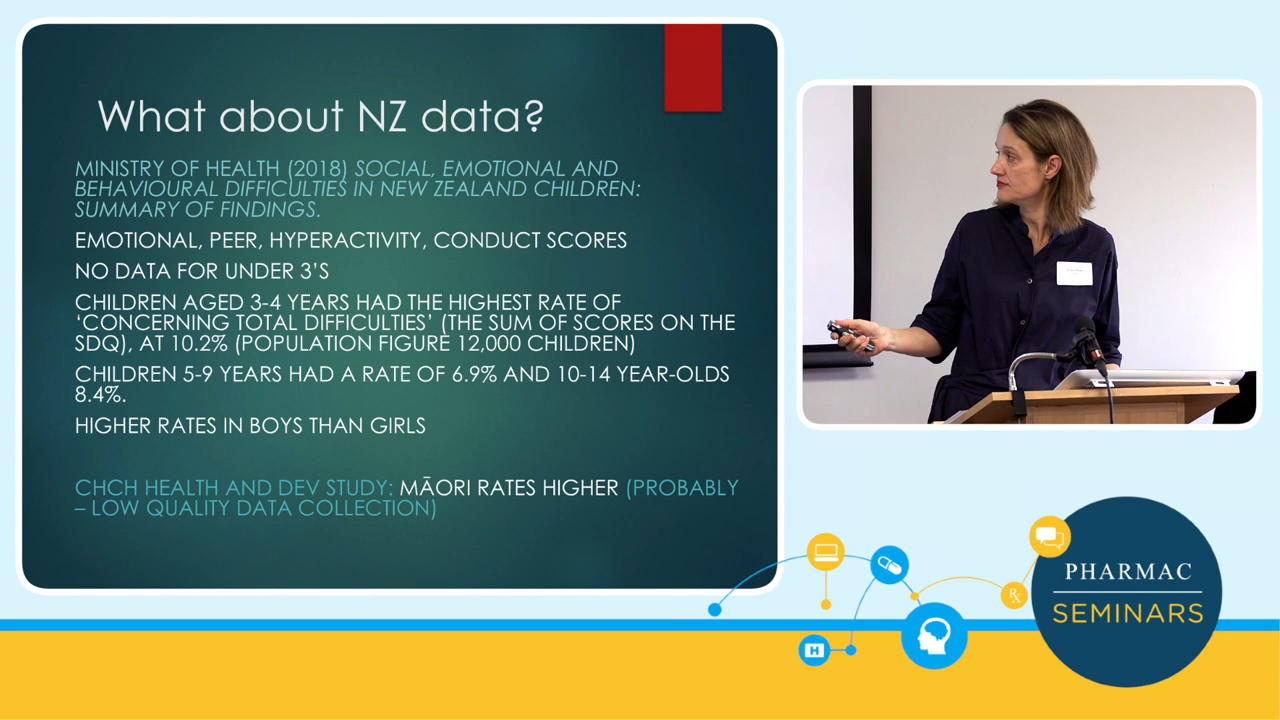 What about NZ data?
MINISTRY OF HEALTH (2018) SOCIAL, EMOTIONAL AND
BEHAVIOURAL DIFFICULTIES IN NEW ZEALAND CHILDREN:
SUMMARY OF FINDINGS.
EMOTIONAL, PEER, HYPERACTIVITY, CONDUCT SCORES
NO DATA FOR UNDER 3'S
CHILDREN AGED 3-4 YEARS HAD THE HIGHEST RATE OF
'CONCERNING TOTAL DIFFICULTIES' (THE SUM OF SCORES ON THE
SDQ), AT 10.2% (POPULATION FIGURE 12,000 CHILDREN)
CHILDREN 5-9 YEARS HAD A RATE OF 6.9% AND 10-14 YEAR-OLDS
8.4%.
HIGHER RATES IN BOYS THAN GIRLS
CHCH HEALTH AND DEV STUDY: MĀORI RATES HIGHER (PROBABLY
– LOW QUALITY DATA COLLECTION)
Rx
H
PHARMAC
SEMINARS